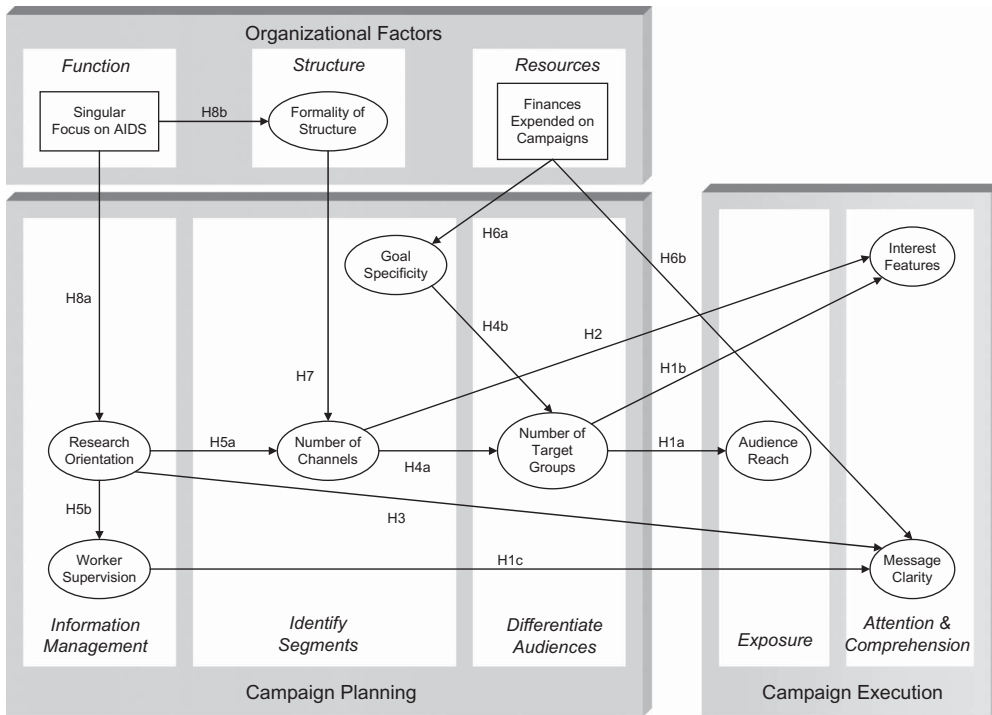 Organizational Factors
Function
Structure
Resources
Singular
Focus on AIDS
H8b
Formality of
Structure
Finances
Expended on
Campaigns
H6a
H6b
Goal
Specificity
Interest
Features
H8a
H4b
H2
H7
H1b
Research
Orientation
H5a
Number of
Channels
H4a
Number of
Target
Groups
H1a
Audience
Reach
H5b
H3
Worker
Supervision
H1c
Message
Clarity
Information
Management
Identify
Segments
Differentiate
Audiences
Exposure
Attention &
Comprehension
Campaign Planning
Campaign Execution